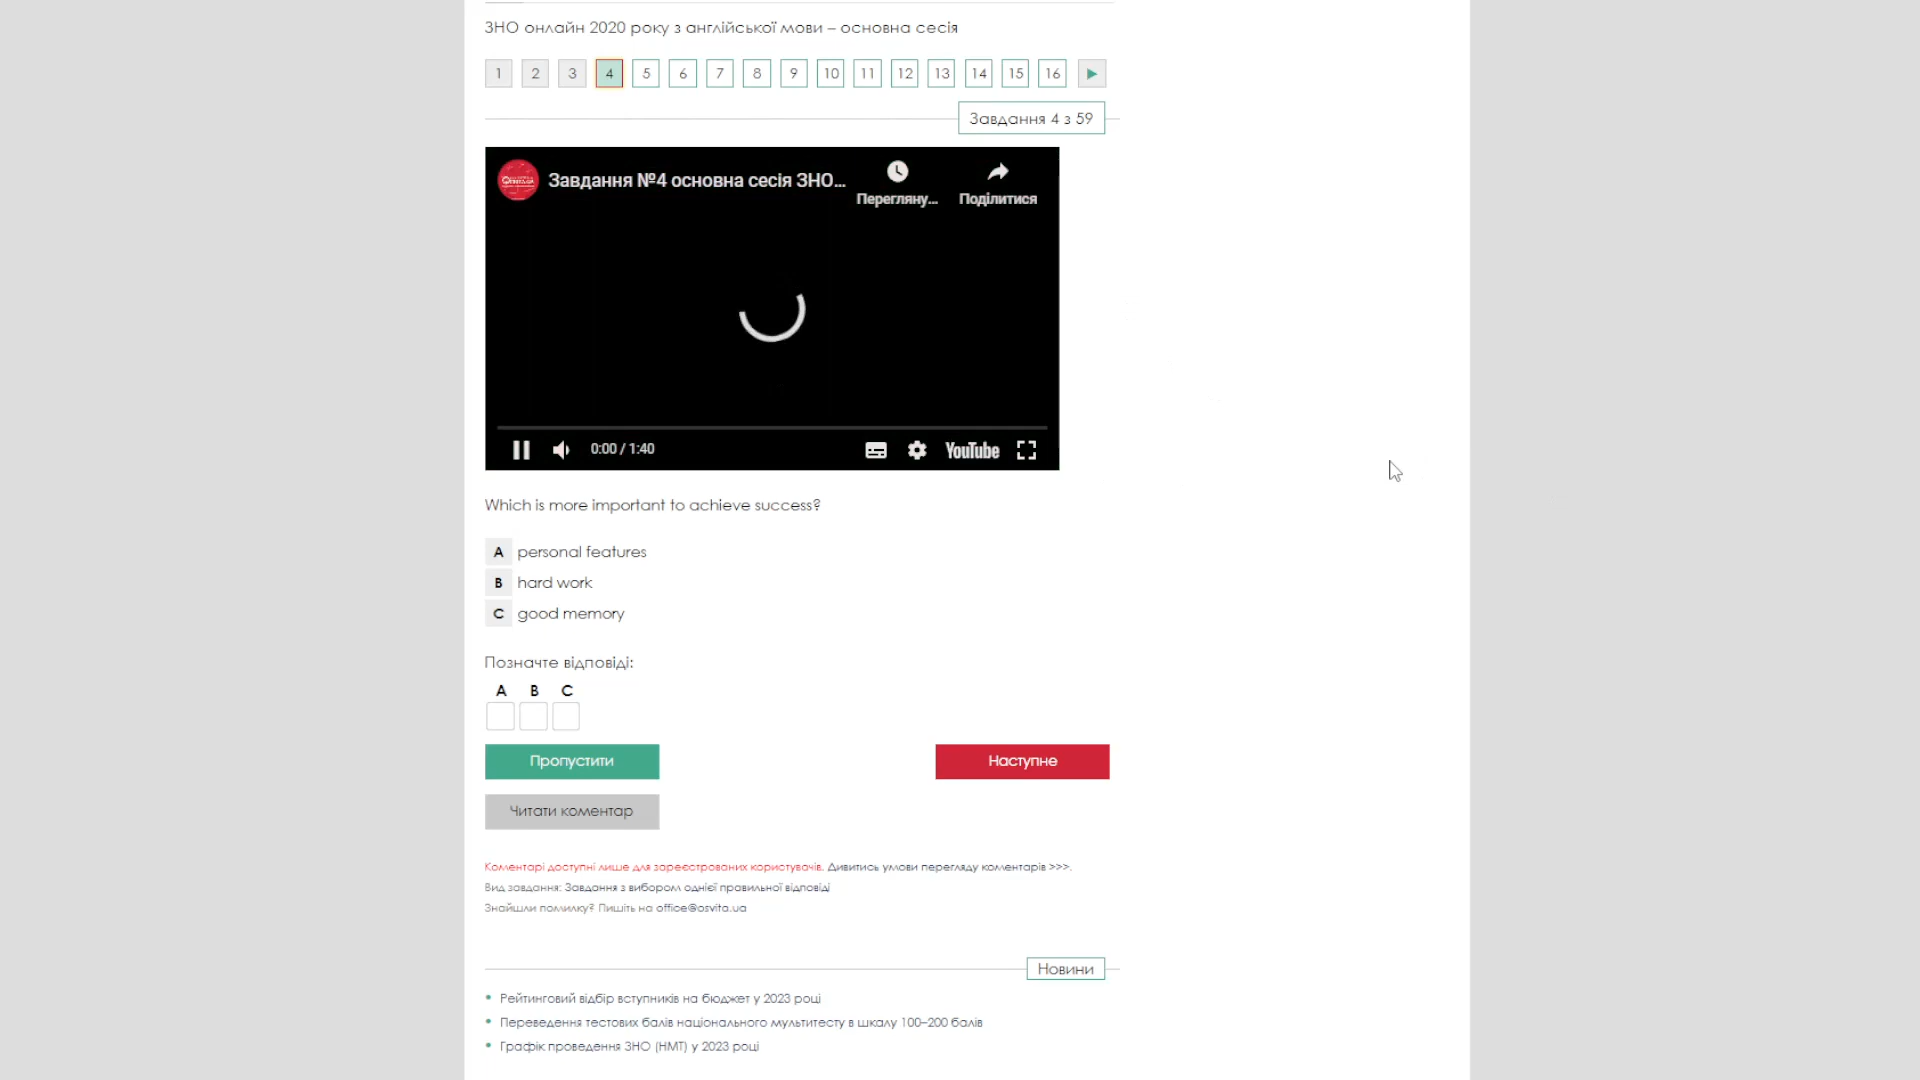 ЗНО онлайн 2020 року з англійської мови – основна сесія
1 2 3 4 5 6 7 8 9 10 11 12 13 14 15 16
Завдання 4 з 59
Завдання №4 основна сесія ЗНО...
Перегляну...
Поділитися
0:00 / 1:40
YouTube
Which is more important to achieve success?
A personal features
B hard work
C good memory
Позначте відповіді:
A B C
Пропустити
Наступне
Читати коментар
Коментарі доступні лише для зареєстрованих користувачів. Дивитись умови перегляду коментарів >>>.
Вид завдання: Завдання з вибором однієї правильної відповіді
Знайшли помилку? Пишіть на office@osvita.ua
Новини
Рейтинговий відбір вступників на бюджет у 2023 році
Переведення тестових балів національного мультитесту в шкалу 100–200 балів
Графік проведення ЗНО (НМТ) у 2023 році